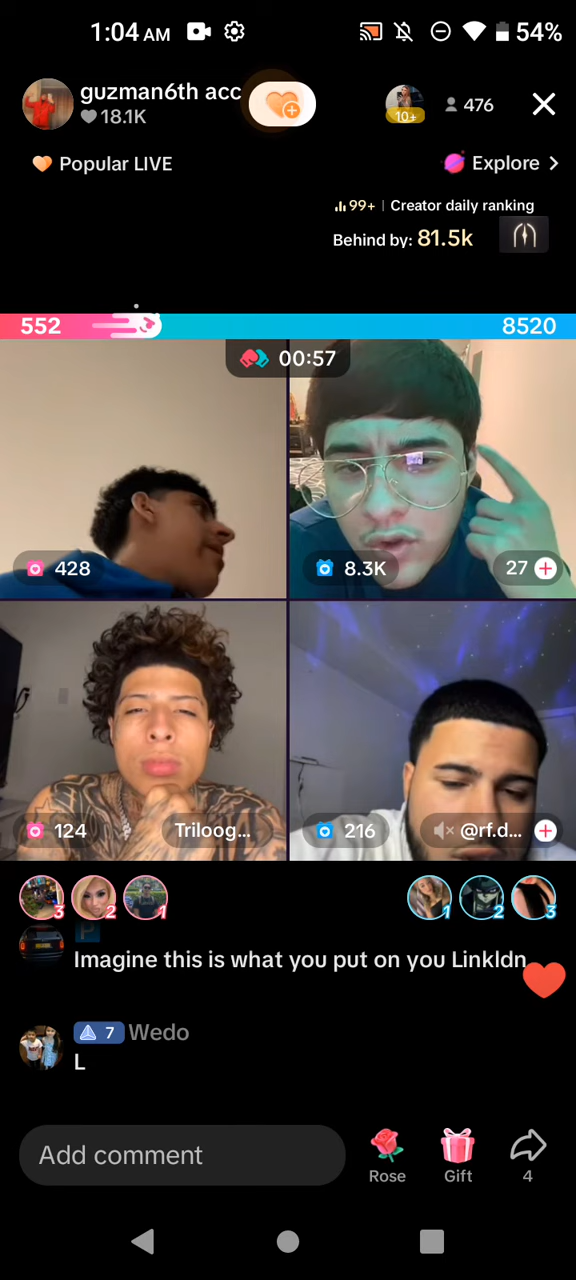 1:04 AM
54%
guzman6th acc
18.1K
10+
476
Popular LIVE
Explore >
99+ | Creator daily ranking
Behind by: 81.5k
552
8520
00:57
428
8.3K
27
124
Triloog...
216
@rf.d...
3
2
1
1
2
3
P
Imagine this is what you put on you LinkIdn
7 Wedo
L
Add comment
Rose
Gift
4